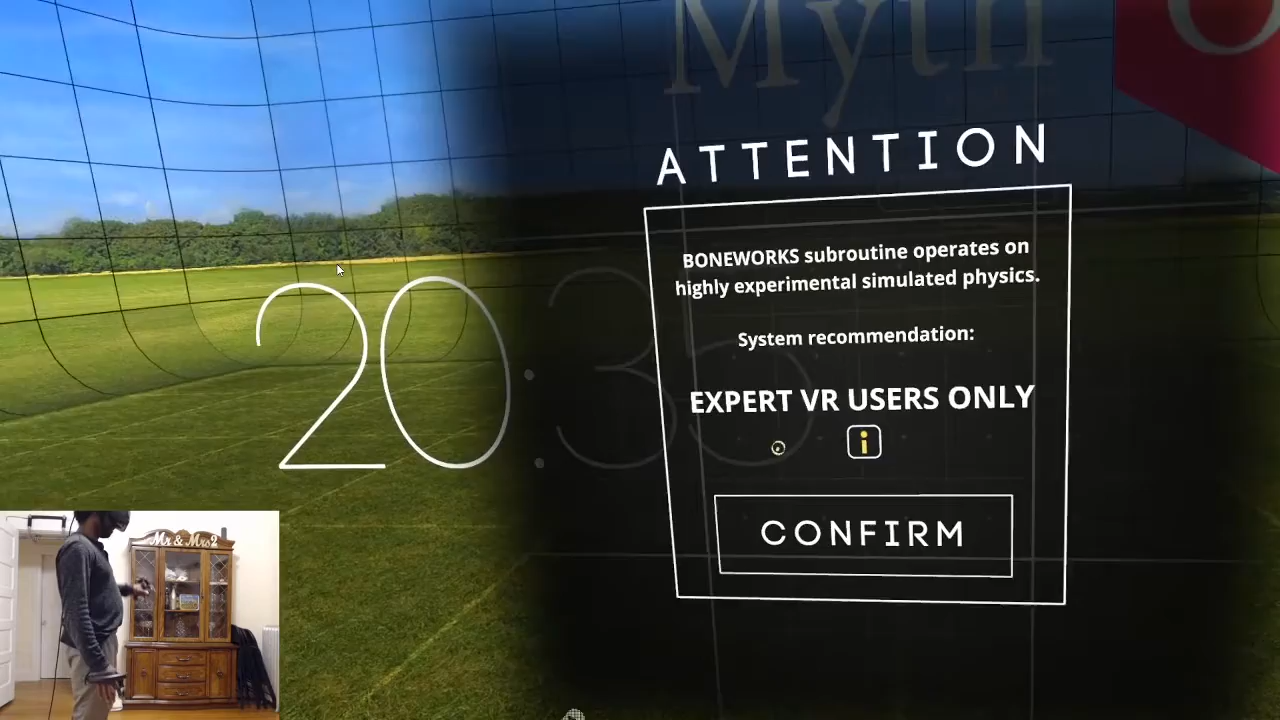 Myth O
ATTENTION
BONEWORKS subroutine operates on
highly experimental simulated physics.
System recommendation:
EXPERT VR USERS ONLY
i
CONFIRM
20:35
Mr & Mrs